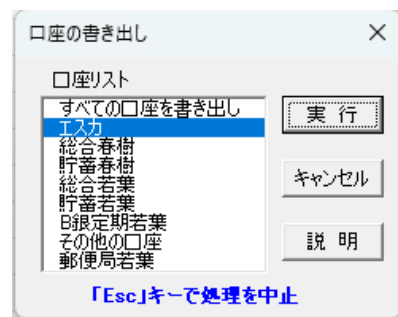 口座の書き出し
口座リスト
すべての口座を書き出し
エスカ
総合春樹
貯蓄春樹
総合若葉
貯蓄若葉
B銀定期若葉
その他の口座
郵便局若葉
実 行
キャンセル
説 明
「Esc」キーで処理を中止